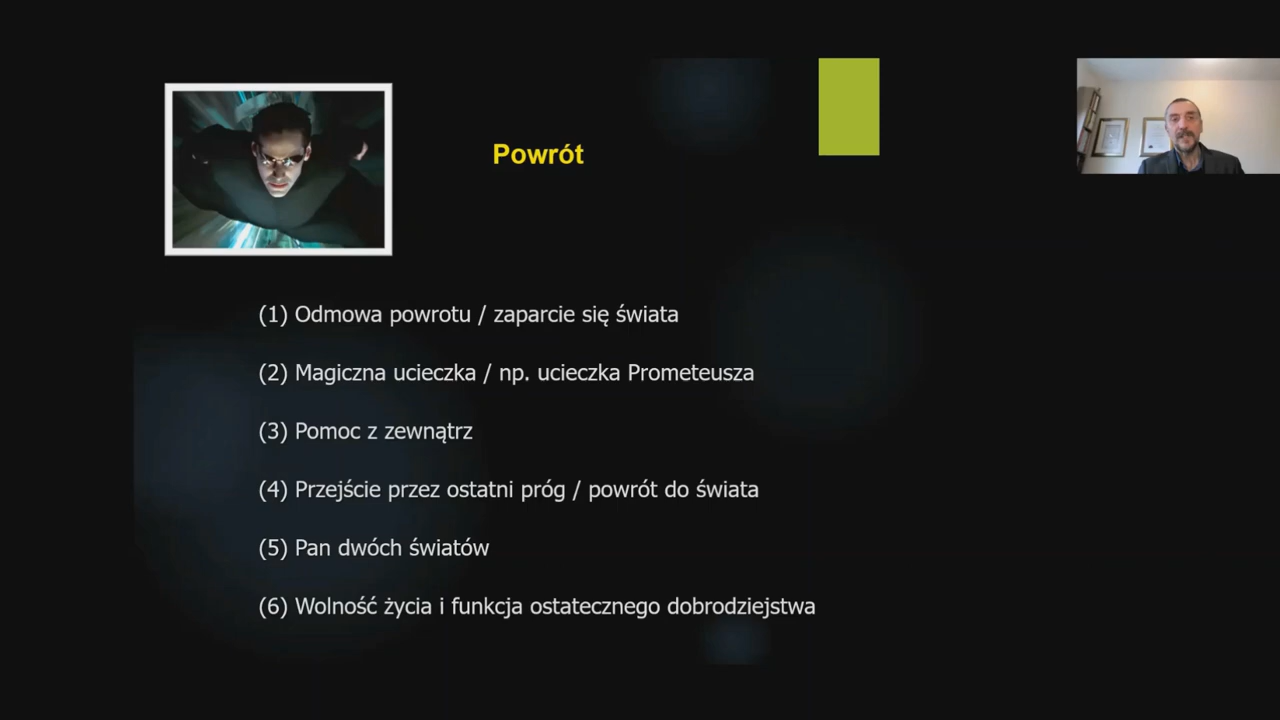 Powrót
(1) Odmowa powrotu / zaparcie się świata
(2) Magiczna ucieczka / np. ucieczka Prometeusza
(3) Pomoc z zewnątrz
(4) Przejście przez ostatni próg / powrót do świata
(5) Pan dwóch światów
(6) Wolność życia i funkcja ostatecznego dobrodziejstwa